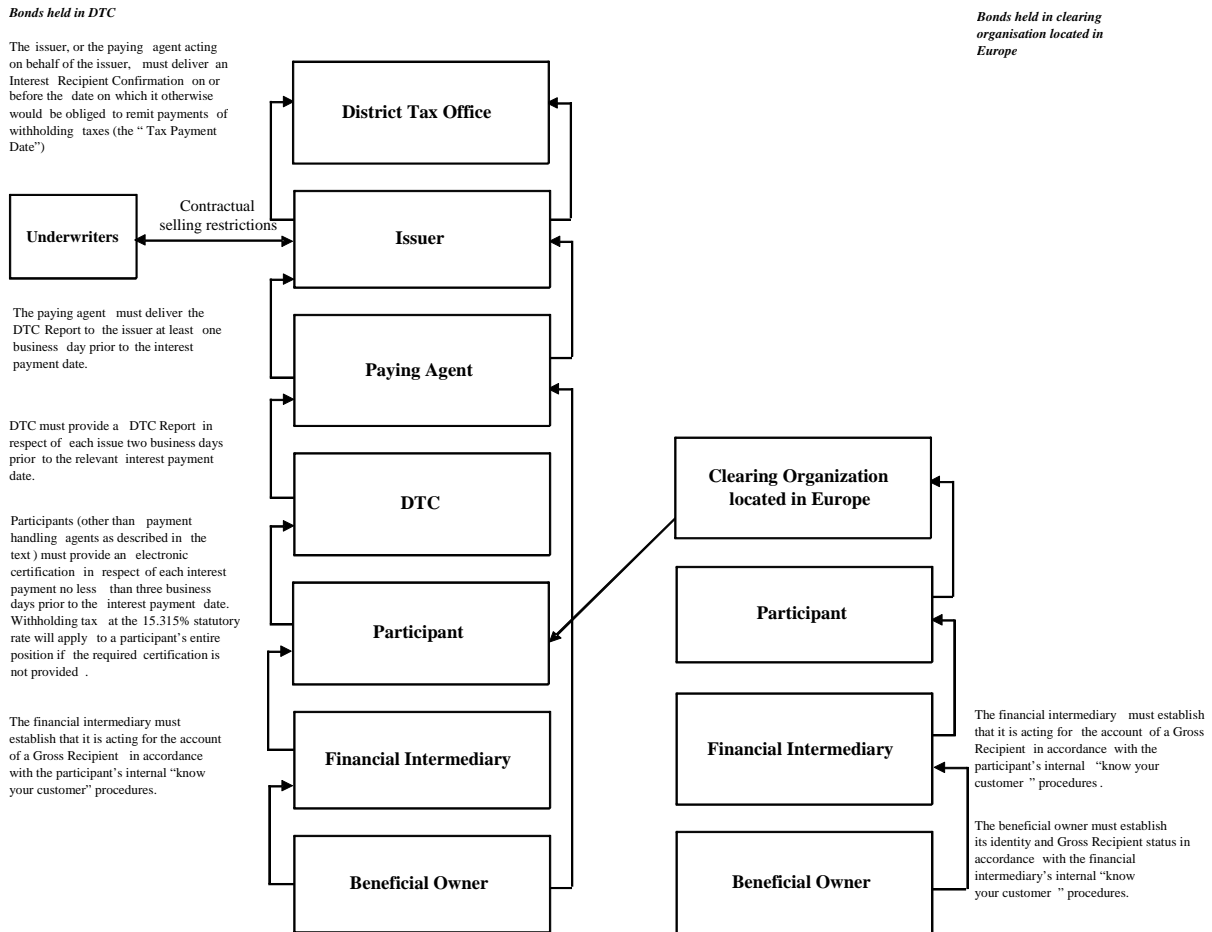 Bonds held in DTC
The issuer, or the paying agent acting
on behalf of the issuer, must deliver an
Interest Recipient Confirmation on or
before the date on which it otherwise
would be obliged to remit payments of
withholding taxes (the “ Tax Payment
Date”)
Bonds held in clearing
organisation located in
Europe
District Tax Office
Underwriters
Contractual
selling restrictions
Issuer
The paying agent must deliver the
DTC Report to the issuer at least one
business day prior to the interest
payment date.
Paying Agent
DTC must provide a DTC Report in
respect of each issue two business days
prior to the relevant interest payment
date.
DTC
Clearing Organization
located in Europe
Participants (other than payment
handling agents as described in the
text ) must provide an electronic
certification in respect of each interest
payment no less than three business
days prior to the interest payment date.
Withholding tax at the 15.315% statutory
rate will apply to a participant’s entire
position if the required certification is
not provided .
Participant
Participant
The financial intermediary must
establish that it is acting for the account
of a Gross Recipient in accordance
with the participant’s internal “know
your customer” procedures.
Financial Intermediary
Financial Intermediary
The financial intermediary must establish
that it is acting for the account of a Gross
Recipient in accordance with the
participant’s internal “know your
customer ” procedures .
Beneficial Owner
Beneficial Owner
The beneficial owner must establish
its identity and Gross Recipient status in
accordance with the financial
intermediary’s internal “know
your customer ” procedures.